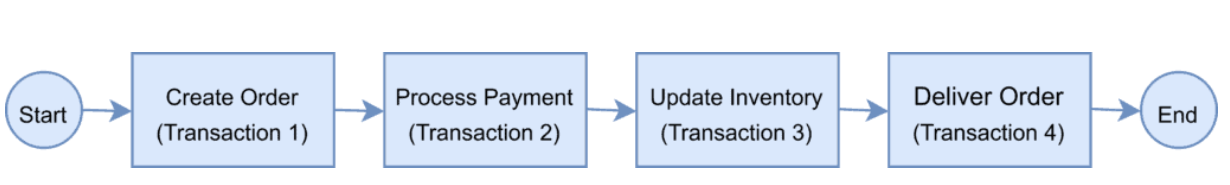 Start
Create Order
(Transaction 1)
Process Payment
(Transaction 2)
Update Inventory
(Transaction 3)
Deliver Order
(Transaction 4)
End